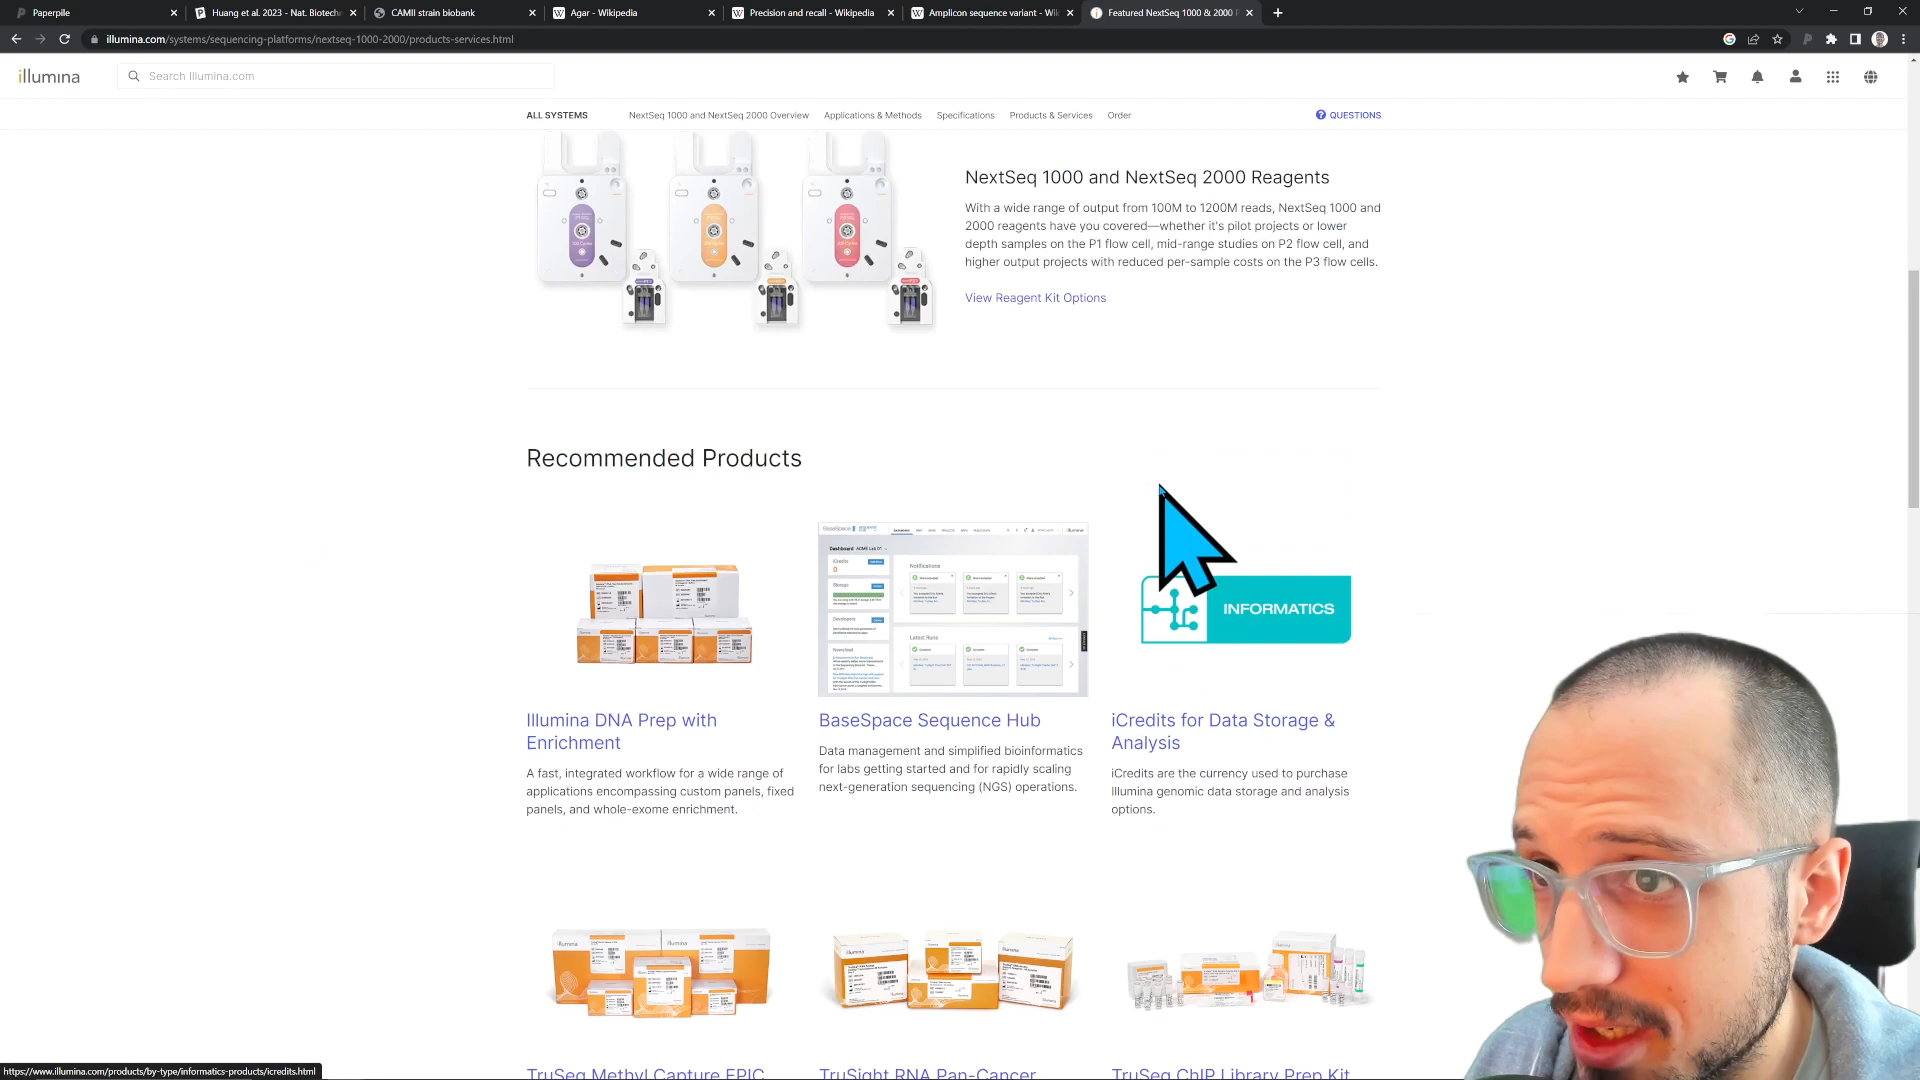 Paperpile
Huang et al. 2023 - Nat. Biotechn
CAMII strain biobank
Agar - Wikipedia
Precision and recall - Wikipedia
Amplicon sequence variant - Wik
Featured NextSeq 1000 & 2000 P
illumina.com/systems/sequencing-platforms/nextseq-1000-2000/products-services.html
illumina
Search Illumina.com
ALL SYSTEMS
NextSeq 1000 and NextSeq 2000 Overview
Applications & Methods
Specifications
Products & Services
Order
QUESTIONS
NextSeq 1000 and NextSeq 2000 Reagents
With a wide range of output from 100M to 1200M reads, NextSeq 1000 and
2000 reagents have you covered—whether it's pilot projects or lower
depth samples on the P1 flow cell, mid-range studies on P2 flow cell, and
higher output projects with reduced per-sample costs on the P3 flow cells.
View Reagent Kit Options
Recommended Products
Dashboard
Notifications
Latest Runs
INFORMATICS
Illumina DNA Prep with
Enrichment
A fast, integrated workflow for a wide range of
applications encompassing custom panels, fixed
panels, and whole-exome enrichment.
BaseSpace Sequence Hub
Data management and simplified bioinformatics
for labs getting started and for rapidly scaling
next-generation sequencing (NGS) operations.
iCredits for Data Storage &
Analysis
iCredits are the currency used to purchase
Illumina genomic data storage and analysis
options.
TruSeq Methyl Capture EPIC
TruSight RNA Pan-Cancer
TruSeq ChIP Library Prep Kit
https://www.illumina.com/products/by-type/informatics-products/icredits.html